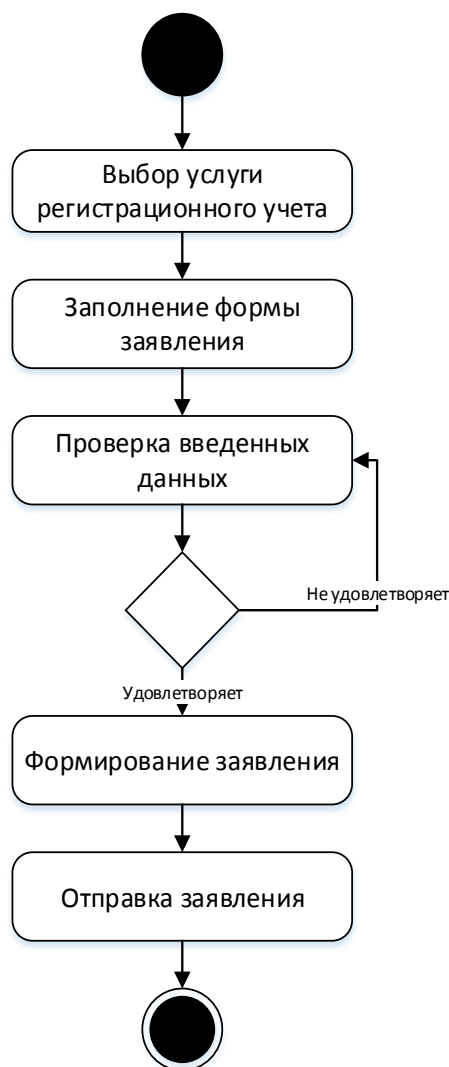 Выбор услуги
регистрационного учета
Заполнение формы
заявления
Проверка введенных
данных
Не удовлетворяет
Удовлетворяет
Формирование заявления
Отправка заявления